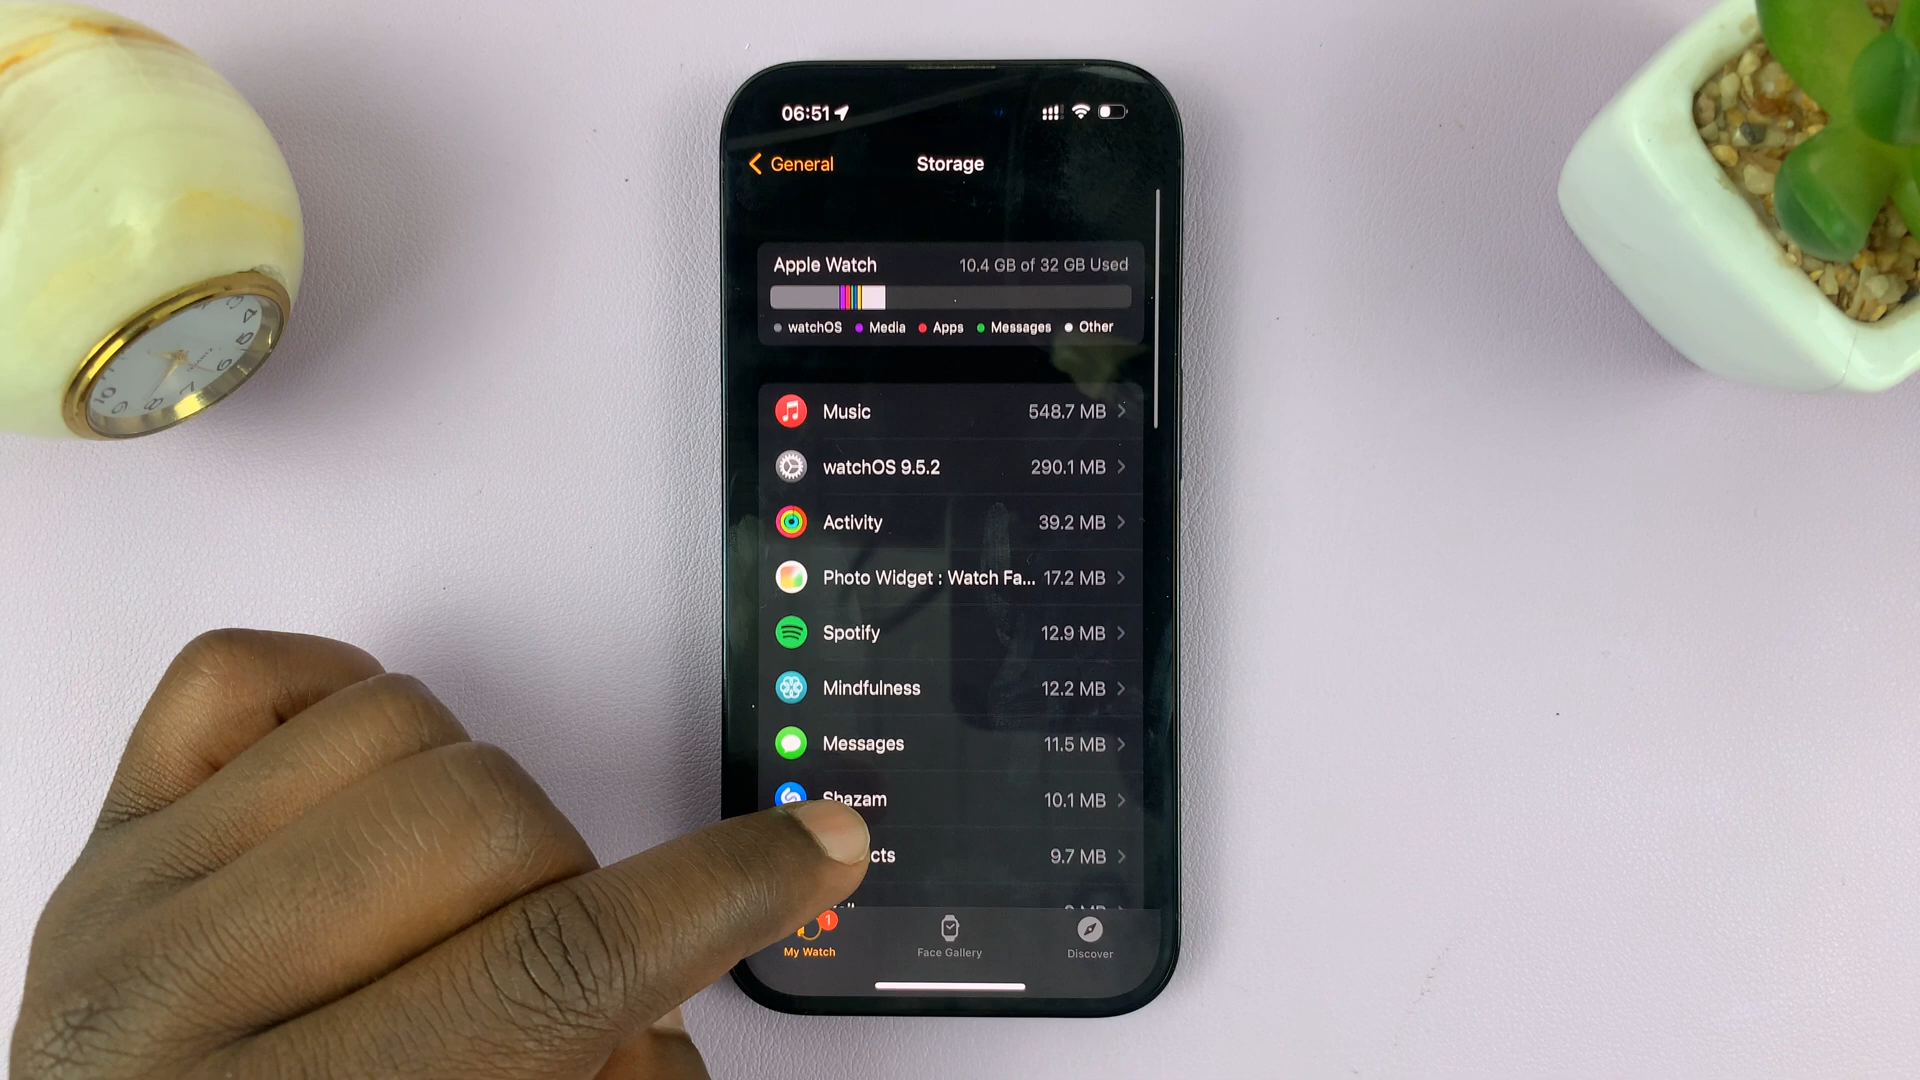 06:51
General
Storage
Apple Watch 10.4 GB of 32 GB Used
watchOS Media Apps Messages Other
Music 548.7 MB
watchOS 9.5.2 290.1 MB
Activity 39.2 MB
Photo Widget : Watch Fa... 17.2 MB
Spotify 12.9 MB
Mindfulness 12.2 MB
Messages 11.5 MB
Shazam 10.1 MB
cts 9.7 MB
1
My Watch Face Gallery Discover